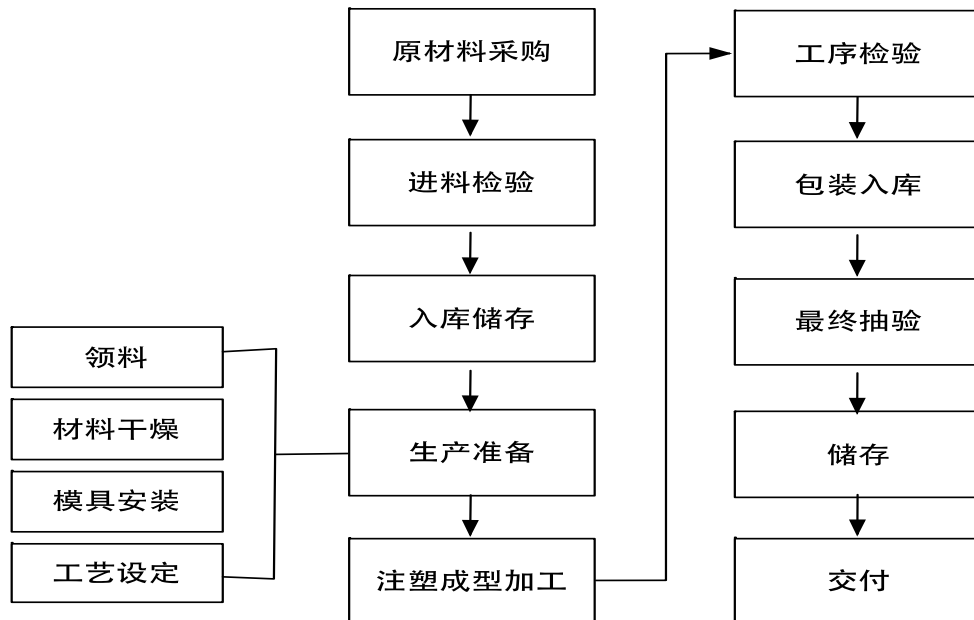 原材料采购
进料检验
入库储存
生产准备
注塑成型加工
领料
材料干燥
模具安装
工艺设定
工序检验
包装入库
最终抽验
储存
交付